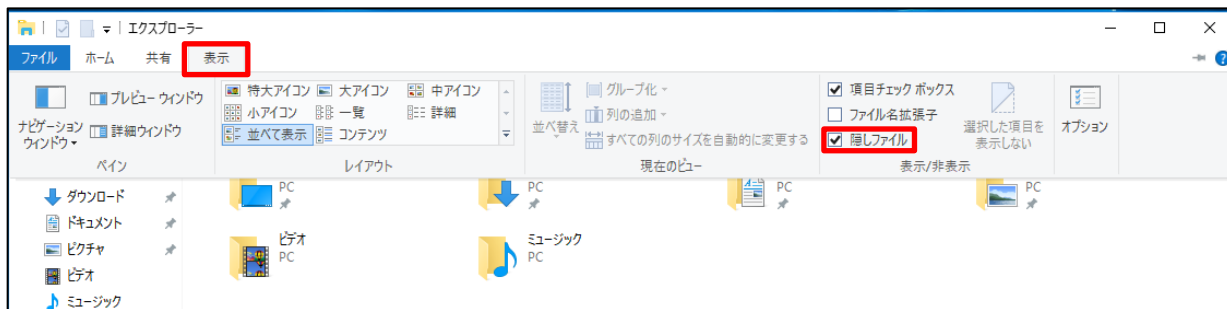 エクスプローラー
ファイル ホーム 共有 表示
ナビゲーション ウィンドウ
プレビュー ウィンドウ
詳細ウィンドウ
ペイン
特大アイコン 大アイコン 中アイコン
小アイコン 一覧 詳細
並べて表示 コンテンツ
レイアウト
並べ替え
グループ化
列の追加
すべての列のサイズを自動的に変更する
現在のビュー
項目チェック ボックス
ファイル名拡張子
隠しファイル
選択した項目を
表示しない
表示/非表示
オプション
ダウンロード
ドキュメント
ピクチャ
ビデオ
ミュージック
PC PC PC PC
ビデオ
PC
ミュージック
PC